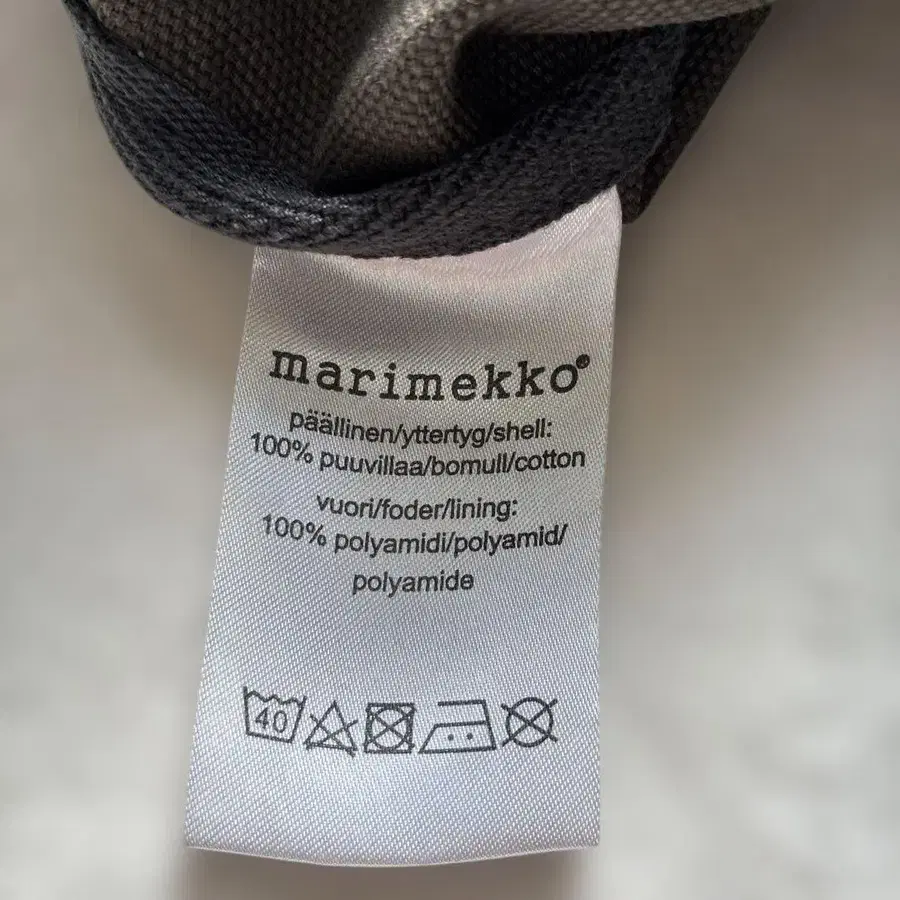 marimekko®
päällinen/yttertyg/shell:
100% puuvillaa/bomull/cotton
vuori/foder/lining:
100% polyamidi/polyamid/
polyamide
40